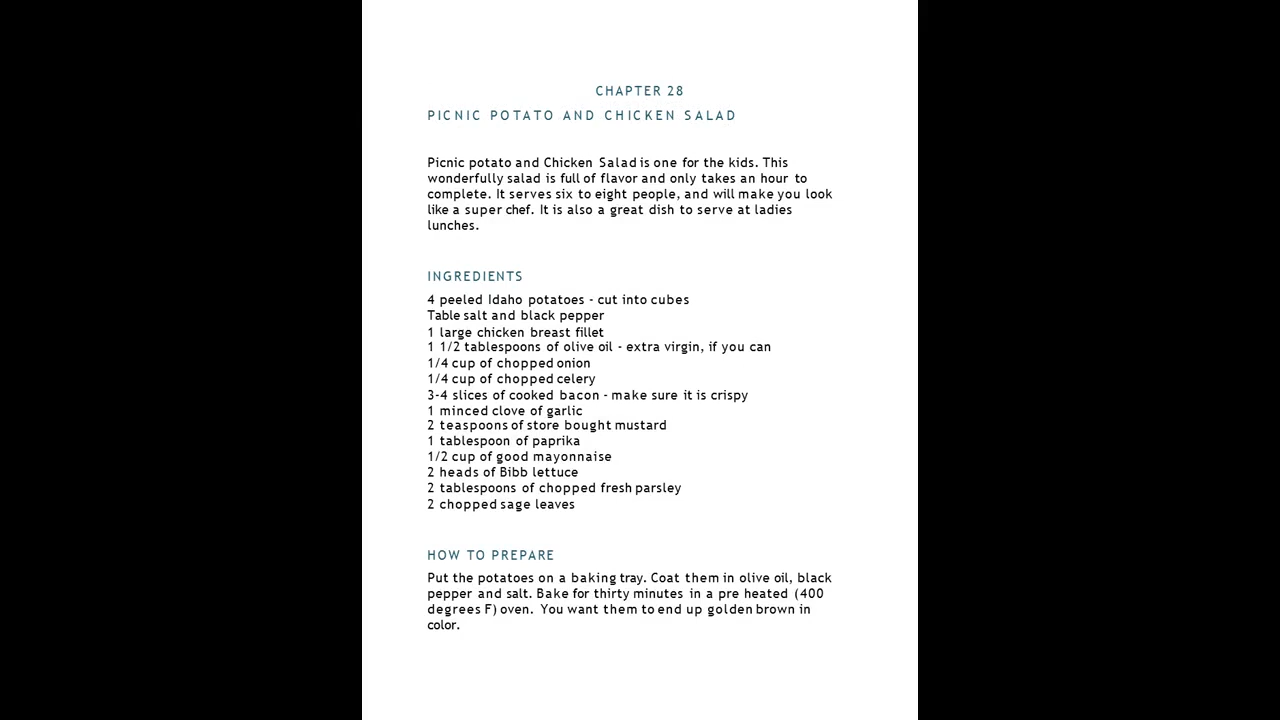 CHAPTER 28
PICNIC POTATO AND CHICKEN SALAD
Picnic potato and Chicken Salad is one for the kids. This
wonderfully salad is full of flavor and only takes an hour to
complete. It serves six to eight people, and will make you look
like a super chef. It is also a great dish to serve at ladies
lunches.
INGREDIENTS
4 peeled Idaho potatoes - cut into cubes
Table salt and black pepper
1 large chicken breast fillet
1 1/2 tablespoons of olive oil - extra virgin, if you can
1/4 cup of chopped onion
1/4 cup of chopped celery
3-4 slices of cooked bacon - make sure it is crispy
1 minced clove of garlic
2 teaspoons of store bought mustard
1 tablespoon of paprika
1/2 cup of good mayonnaise
2 heads of Bibb lettuce
2 tablespoons of chopped fresh parsley
2 chopped sage leaves
HOW TO PREPARE
Put the potatoes on a baking tray. Coat them in olive oil, black
pepper and salt. Bake for thirty minutes in a pre heated (400
degrees F) oven. You want them to end up golden brown in
color.